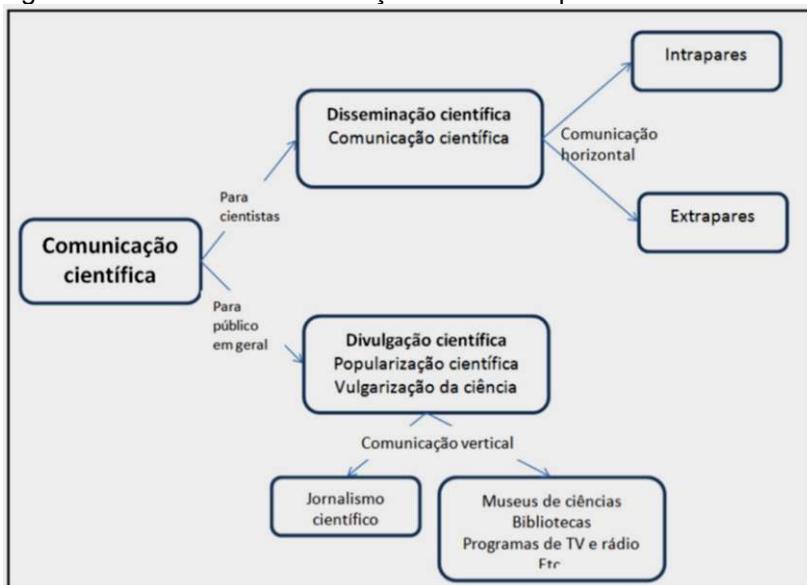 Intrapares
Disseminação científica
Comunicação científica
Comunicação
horizontal
Para
cientistas
Extrapares
Comunicação
científica
Para
público
em geral
Divulgação científica
Popularização científica
Vulgarização da ciência
Comunicação vertical
Jornalismo
científico
Museus de ciências
Bibliotecas
Programas de TV e rádio
Etc